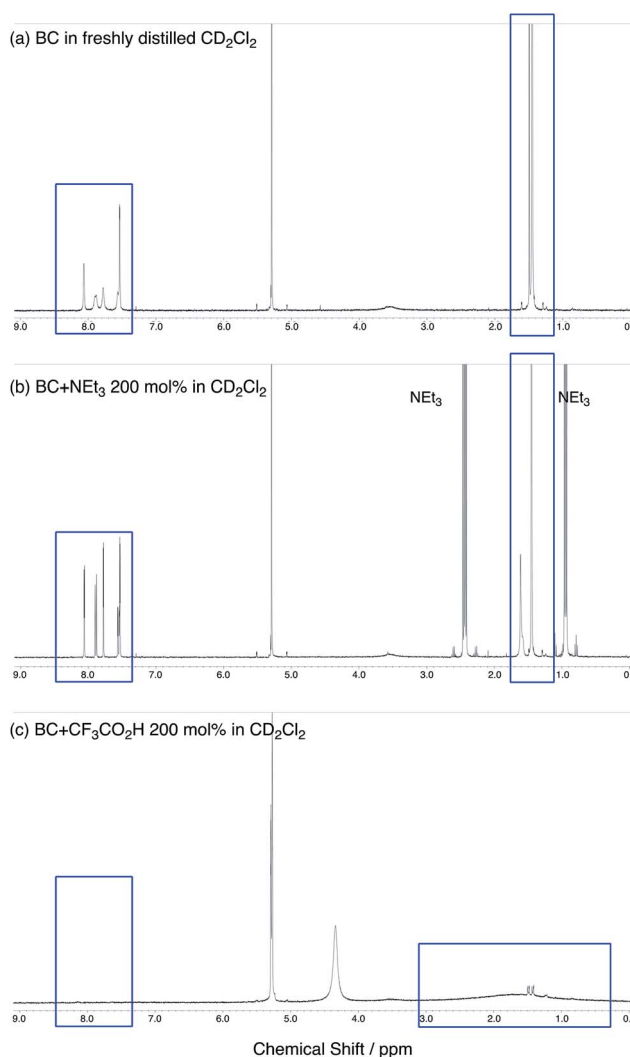 (a) BC in freshly distilled CD₂Cl₂
9.0 8.0 7.0 6.0 5.0 4.0 3.0 2.0 1.0 0
(b) BC+NEt₃ 200 mol% in CD₂Cl₂
NEt₃ NEt₃
9.0 8.0 7.0 6.0 5.0 4.0 3.0 2.0 1.0 0
(c) BC+CF₃CO₂H 200 mol% in CD₂Cl₂
9.0 8.0 7.0 6.0 5.0 4.0 3.0 2.0 1.0 0
Chemical Shift / ppm